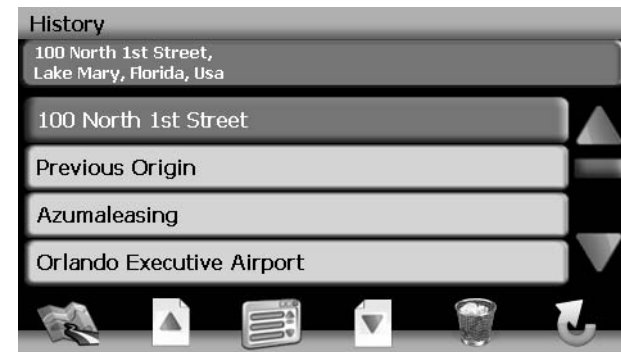 History
100 North 1st Street,
Lake Mary, Florida, Usa
100 North 1st Street
Previous Origin
Azumaleasing
Orlando Executive Airport